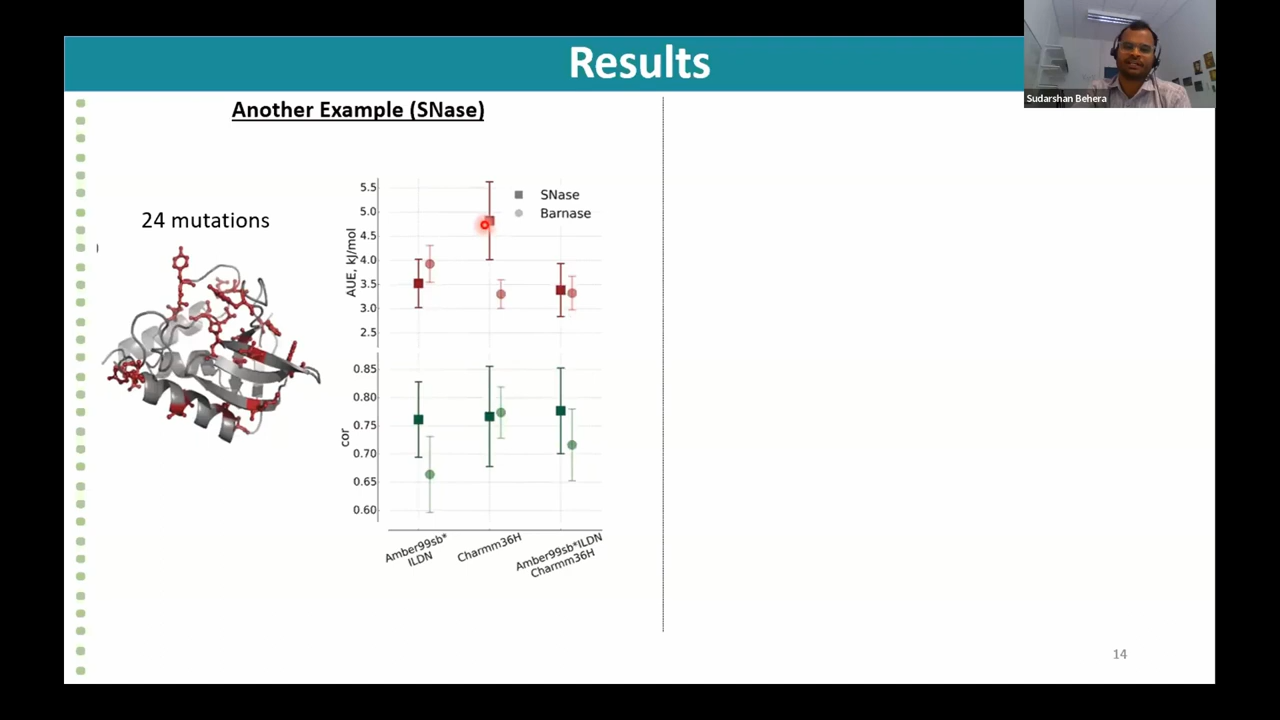 Results
Sudarshan Behera
Another Example (SNase)
24 mutations
SNase
Barnase
AUE, kJ/mol
5.5
5.0
4.5
4.0
3.5
3.0
2.5
cor
0.85
0.80
0.75
0.70
0.65
0.60
Amber99sb*
ILDN
Charmm36H
Amber99sb*ILDN
Charmm36H
14